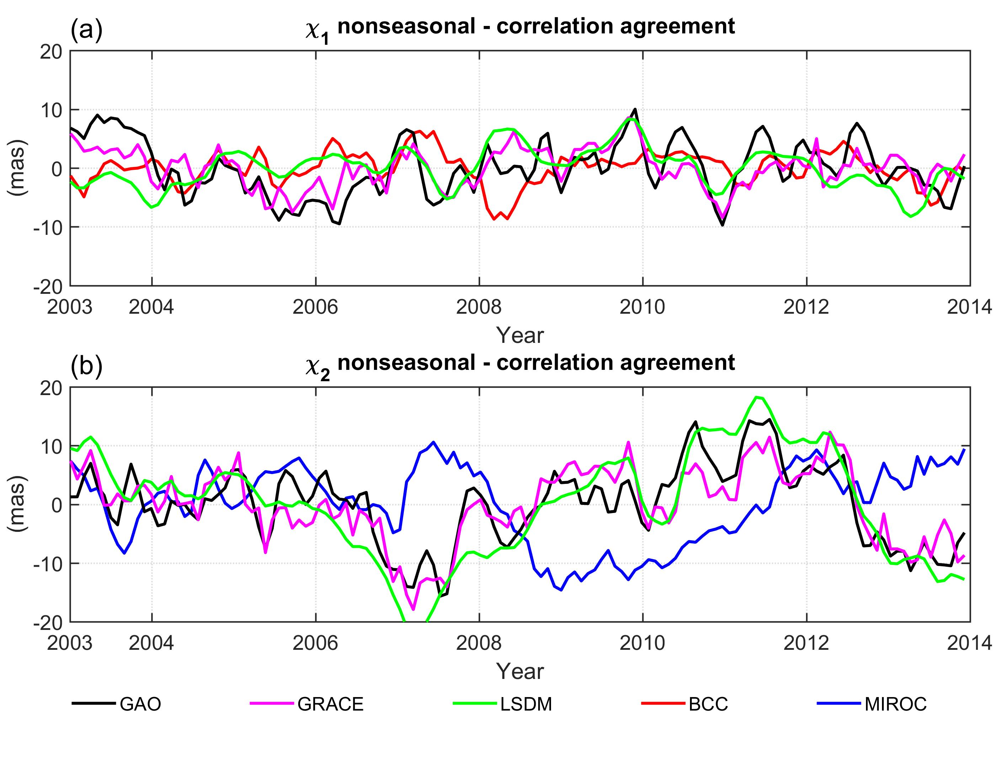 (a) χ1 nonseasonal - correlation agreement
20
10
0
-10
-20
(mas)
2003 2004 2006 2008 2010 2012 2014
Year
(b) χ2 nonseasonal - correlation agreement
20
10
0
-10
-20
(mas)
2003 2004 2006 2008 2010 2012 2014
Year
GAO GRACE LSDM BCC MIROC